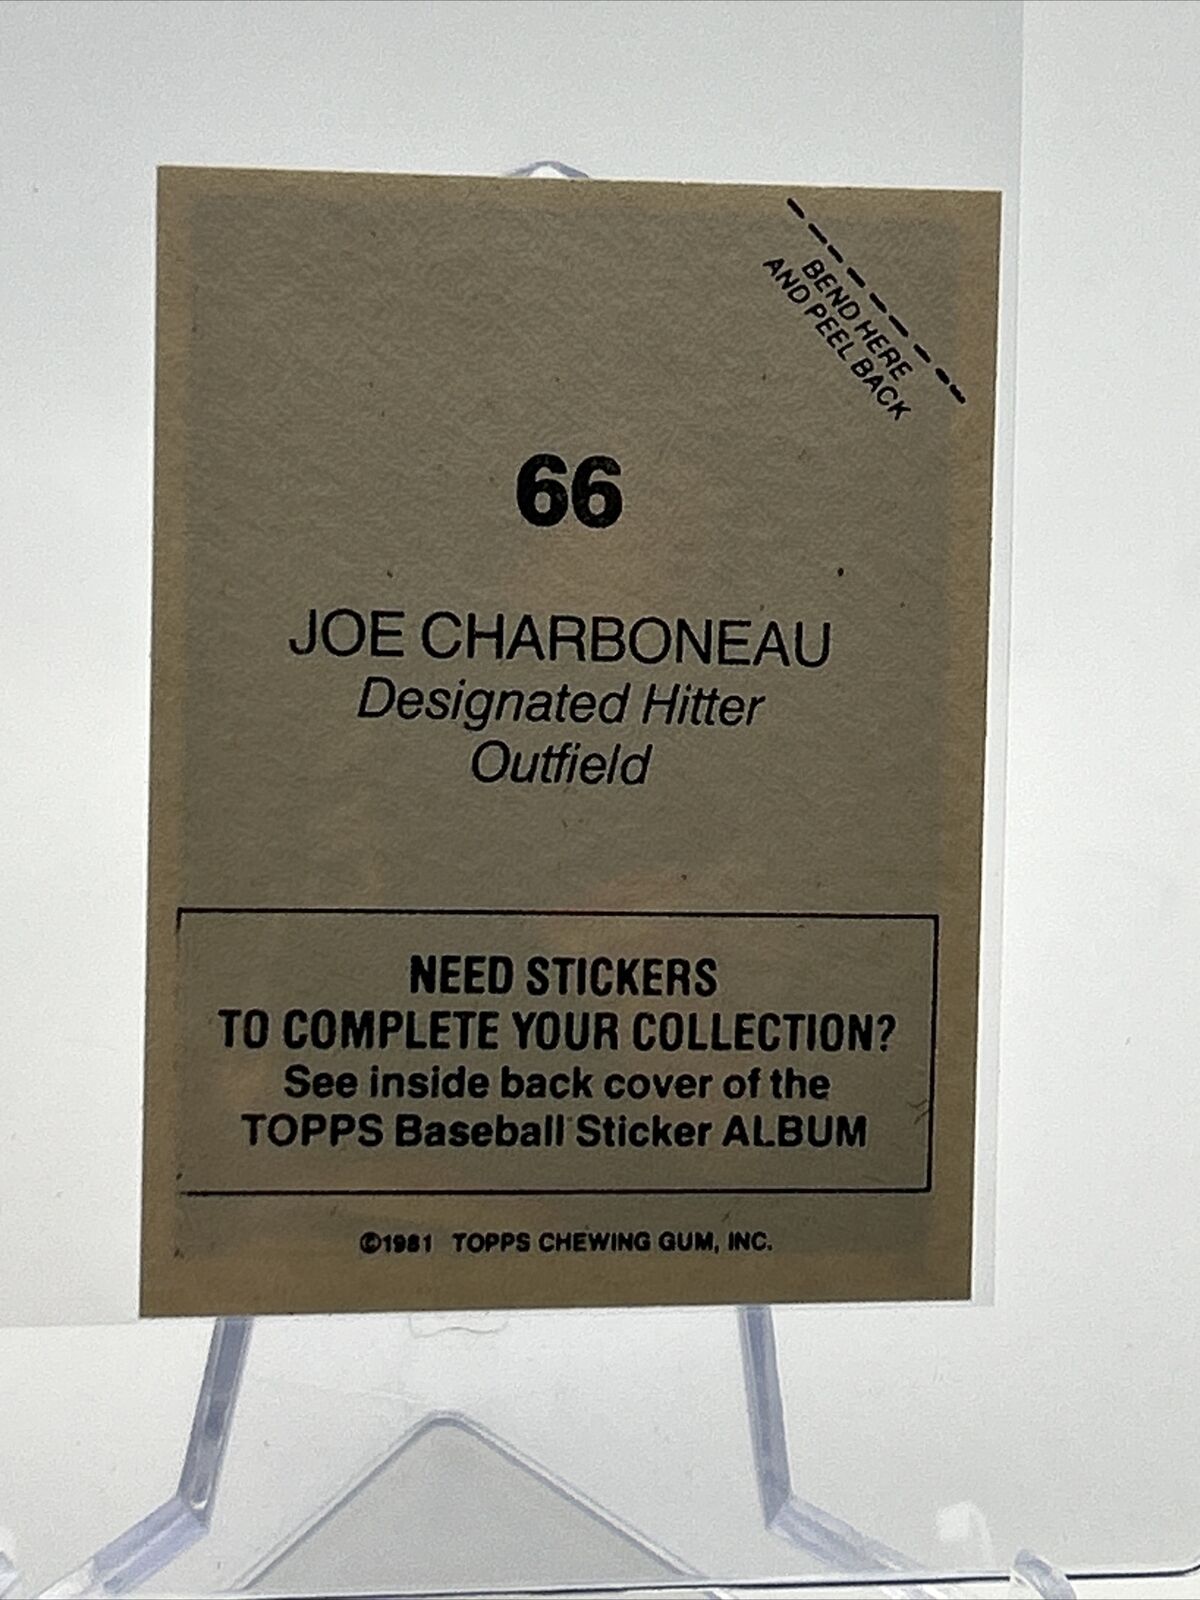 BEND HERE
AND PEEL BACK
66
JOE CHARBONEAU
Designated Hitter
Outfield
NEED STICKERS
TO COMPLETE YOUR COLLECTION?
See inside back cover of the
TOPPS Baseball Sticker ALBUM
©1981 TOPPS CHEWING GUM, INC.